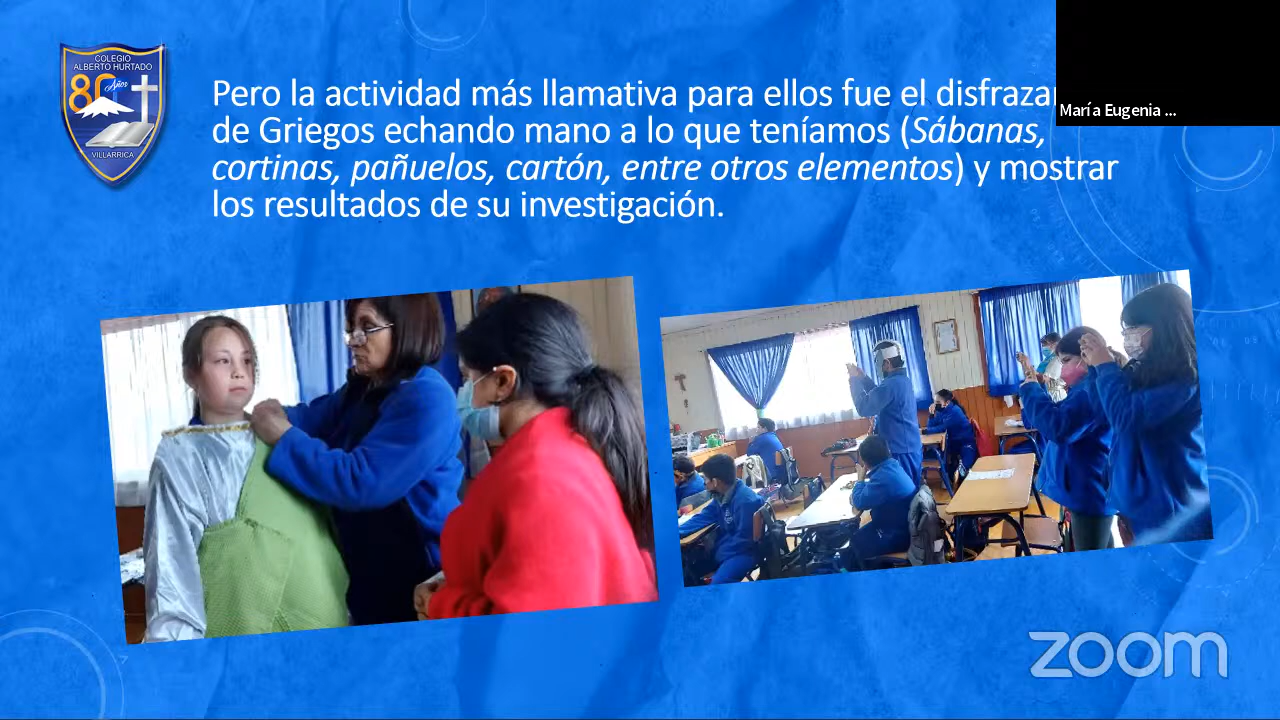 COLEGIO
ALBERTO HURTADO
80 Años
VILLARRICA
Pero la actividad más llamativa para ellos fue el disfrazar
de Griegos echando mano a lo que teníamos (Sábanas,
cortinas, pañuelos, cartón, entre otros elementos) y mostrar
los resultados de su investigación.
María Eugenia ...
zoom